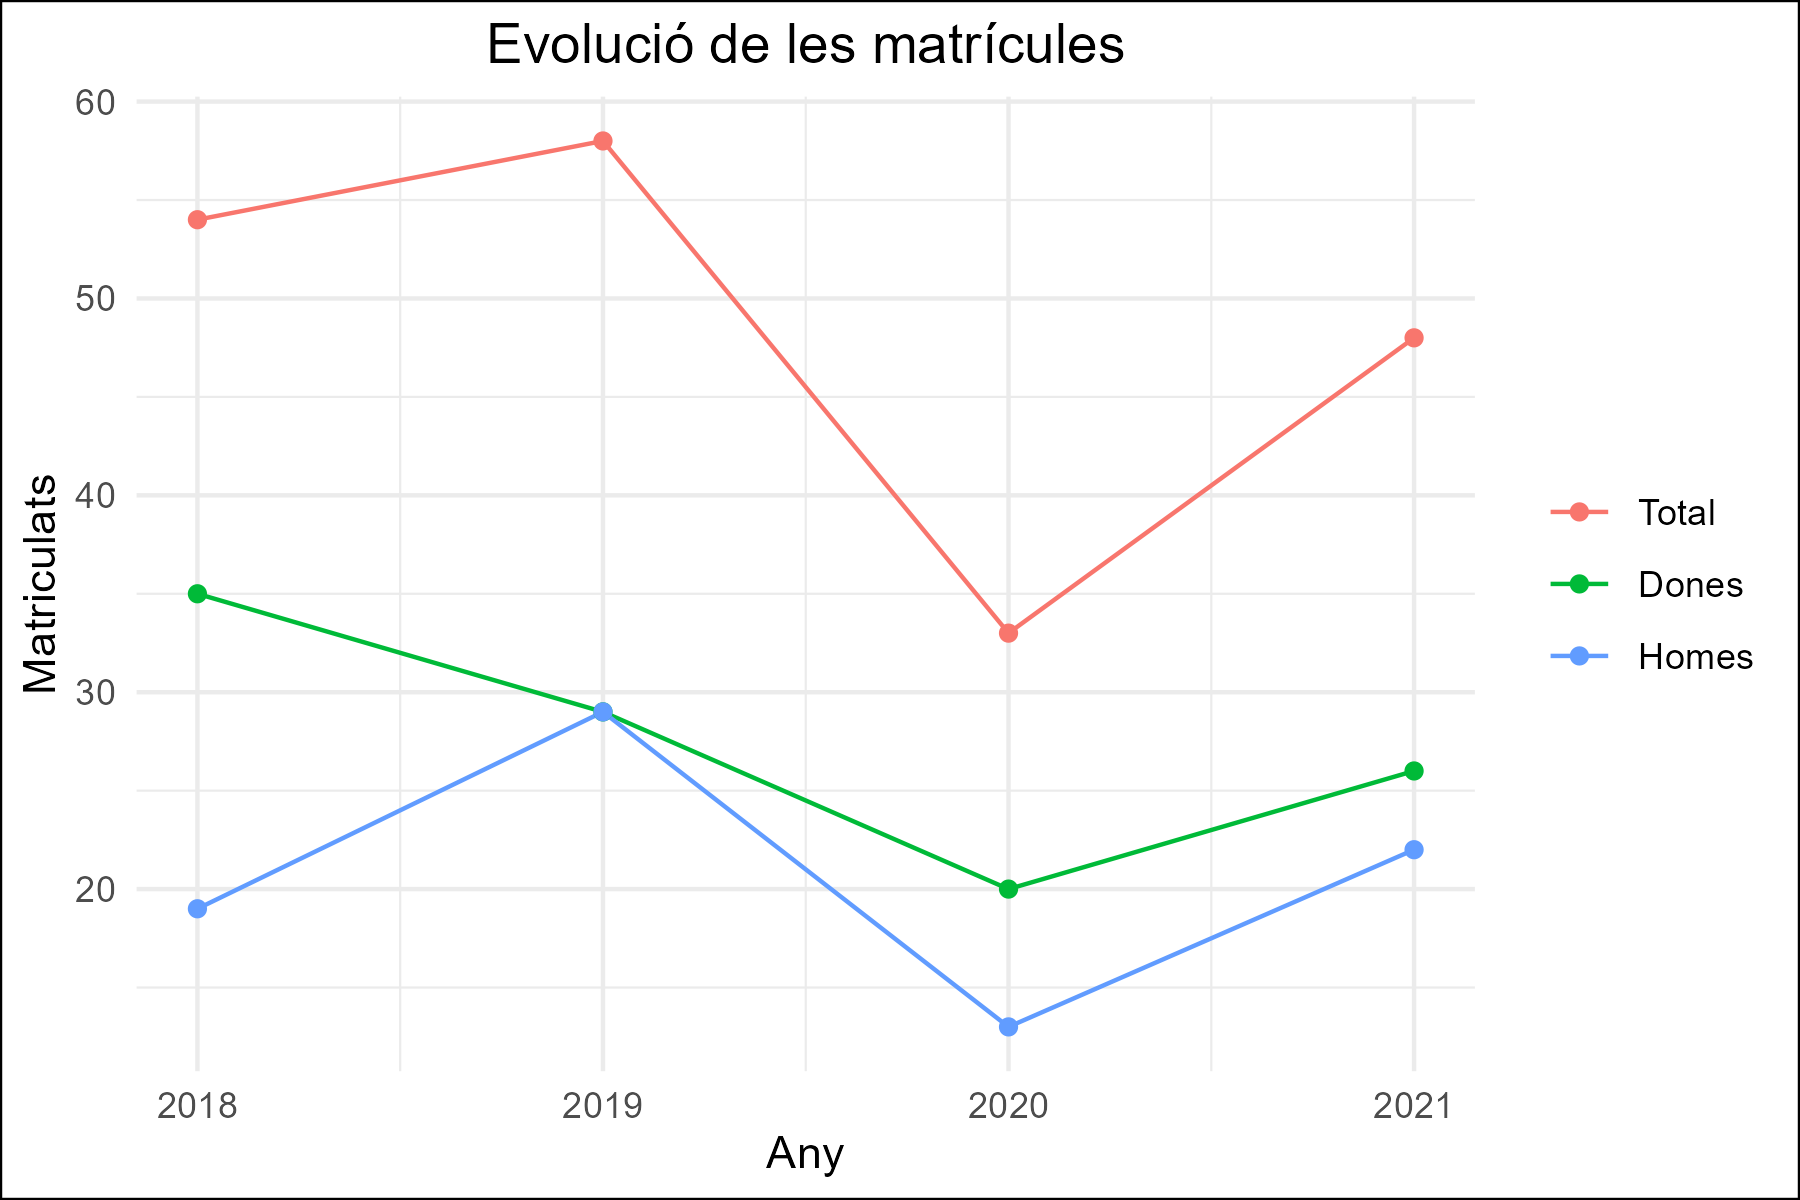 Evolució de les matrícules
60
50
40
30
20
Matriculats
2018 2019 2020 2021
Any
Total
Dones
Homes